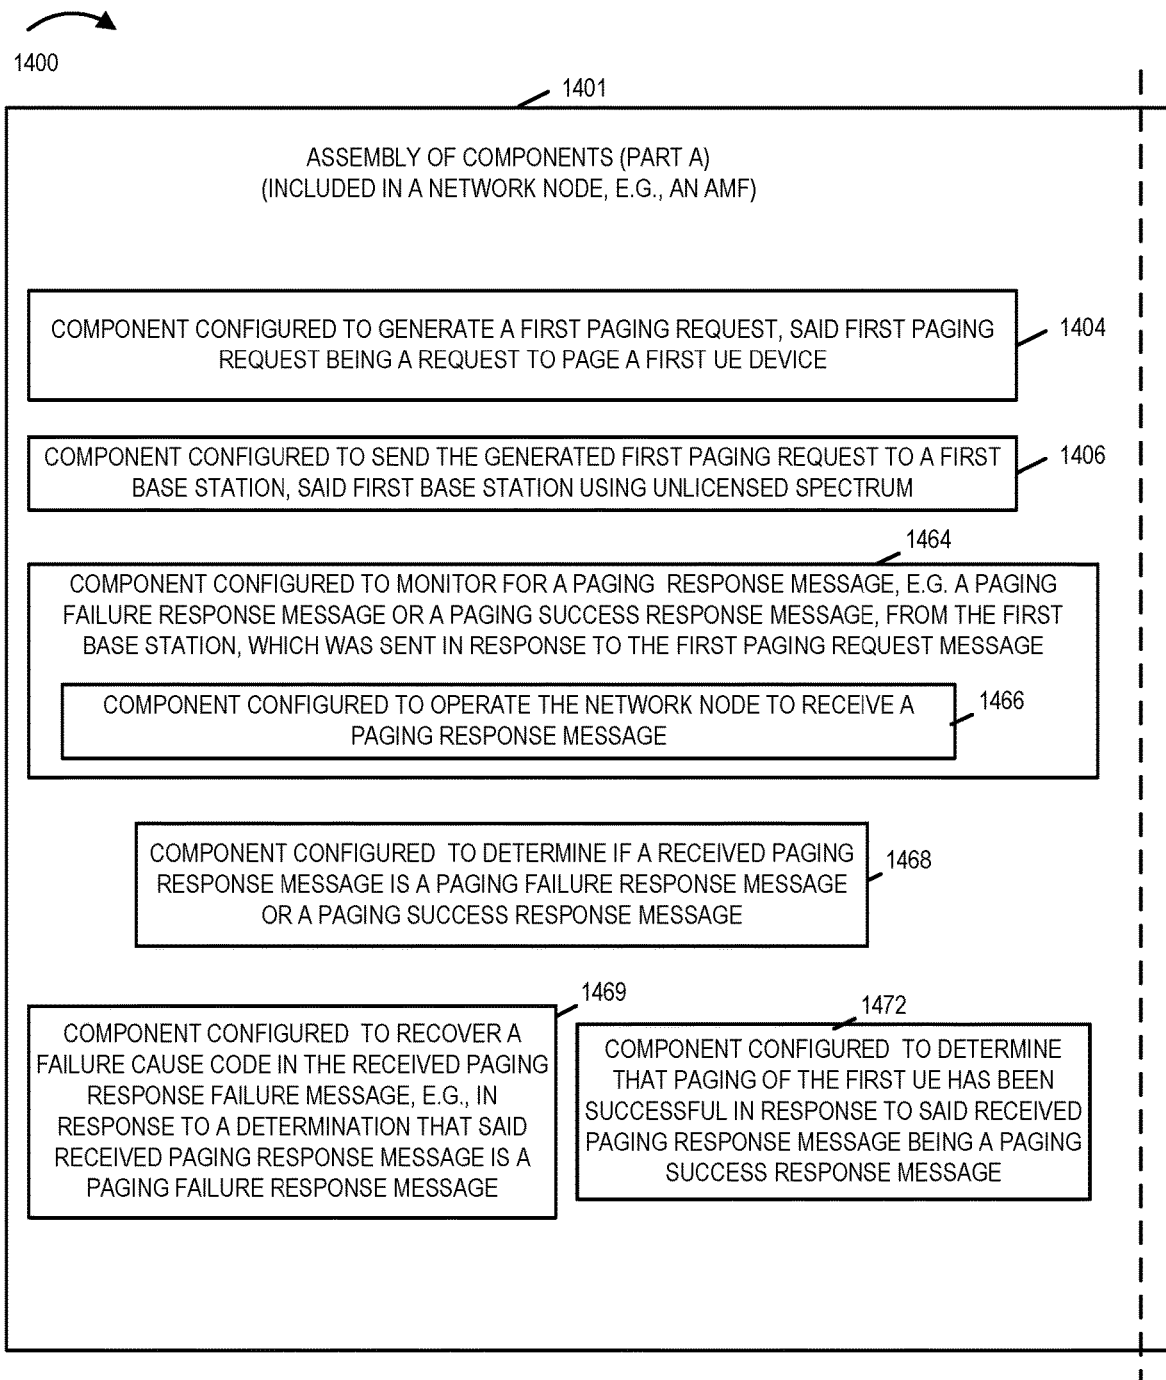 1400
1401
ASSEMBLY OF COMPONENTS (PART A)
(INCLUDED IN A NETWORK NODE, E.G., AN AMF)
COMPONENT CONFIGURED TO GENERATE A FIRST PAGING REQUEST, SAID FIRST PAGING
REQUEST BEING A REQUEST TO PAGE A FIRST UE DEVICE
1404
COMPONENT CONFIGURED TO SEND THE GENERATED FIRST PAGING REQUEST TO A FIRST
BASE STATION, SAID FIRST BASE STATION USING UNLICENSED SPECTRUM
1406
1464
COMPONENT CONFIGURED TO MONITOR FOR A PAGING RESPONSE MESSAGE, E.G. A PAGING
FAILURE RESPONSE MESSAGE OR A PAGING SUCCESS RESPONSE MESSAGE, FROM THE FIRST
BASE STATION, WHICH WAS SENT IN RESPONSE TO THE FIRST PAGING REQUEST MESSAGE
COMPONENT CONFIGURED TO OPERATE THE NETWORK NODE TO RECEIVE A
PAGING RESPONSE MESSAGE
1466
COMPONENT CONFIGURED TO DETERMINE IF A RECEIVED PAGING
RESPONSE MESSAGE IS A PAGING FAILURE RESPONSE MESSAGE
OR A PAGING SUCCESS RESPONSE MESSAGE
1468
1469
COMPONENT CONFIGURED TO RECOVER A
FAILURE CAUSE CODE IN THE RECEIVED PAGING
RESPONSE FAILURE MESSAGE, E.G., IN
RESPONSE TO A DETERMINATION THAT SAID
RECEIVED PAGING RESPONSE MESSAGE IS A
PAGING FAILURE RESPONSE MESSAGE
1472
COMPONENT CONFIGURED TO DETERMINE
THAT PAGING OF THE FIRST UE HAS BEEN
SUCCESSFUL IN RESPONSE TO SAID RECEIVED
PAGING RESPONSE MESSAGE BEING A PAGING
SUCCESS RESPONSE MESSAGE